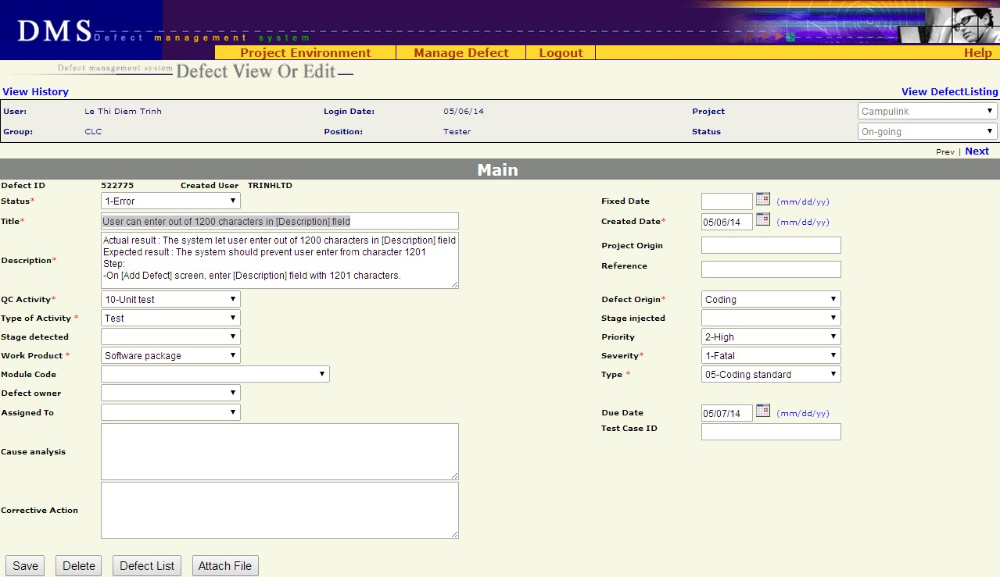 DMS Defect management system
Project Environment Manage Defect Logout Help
Defect management system Defect View Or Edit
View History View DefectListing
User: Le Thi Diem Trinh Login Date: 05/06/14 Project Campulink
Group: CLC Position: Tester Status On-going
Prev | Next
Main
Defect ID 522775 Created User TRINHLTD
Status* 1-Error Fixed Date (mm/dd/yy)
Title* User can enter out of 1200 characters in [Description] field Created Date* 05/06/14 (mm/dd/yy)
Description* Actual result : The system let user enter out of 1200 characters in [Description] field
Expected result : The system should prevent user enter from character 1201
Step:
-On [Add Defect] screen, enter [Description] field with 1201 characters.
Project Origin
Reference
QC Activity* 10-Unit test Defect Origin* Coding
Type of Activity * Test Stage injected
Stage detected Priority 2-High
Work Product * Software package Severity* 1-Fatal
Module Code Type * 05-Coding standard
Defect owner
Assigned To Due Date 05/07/14 (mm/dd/yy)
Test Case ID
Cause analysis
Corrective Action
Save Delete Defect List Attach File